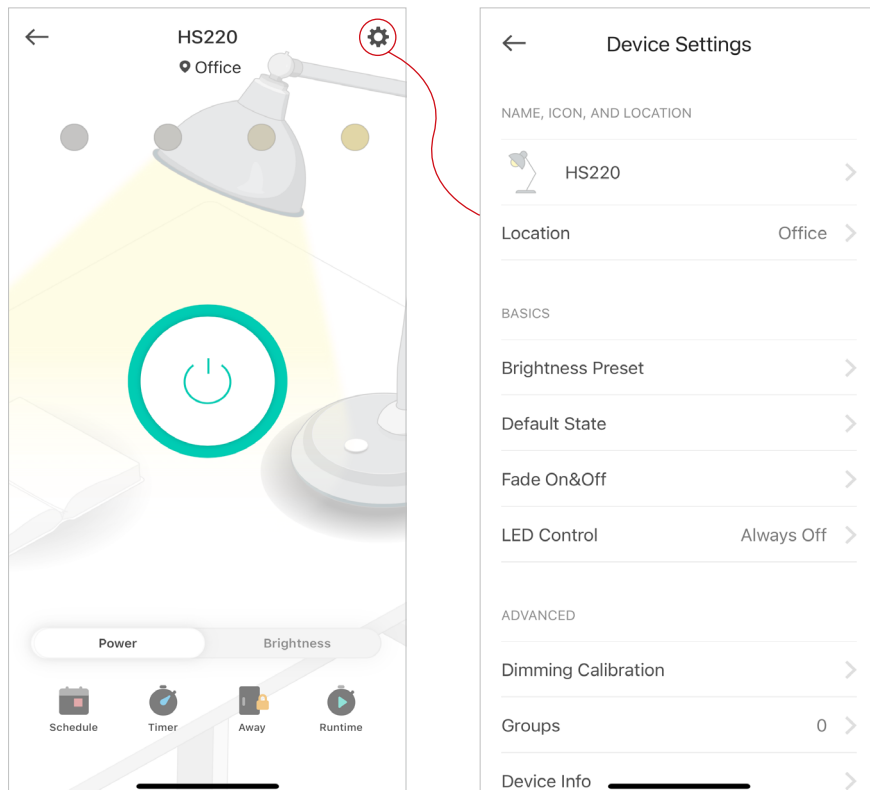 HS220
Office
Power
Brightness
Schedule
Timer
Away
Runtime
Device Settings
NAME, ICON, AND LOCATION
HS220
Location
Office
BASICS
Brightness Preset
Default State
Fade On&Off
LED Control
Always Off
ADVANCED
Dimming Calibration
Groups
0
Device Info